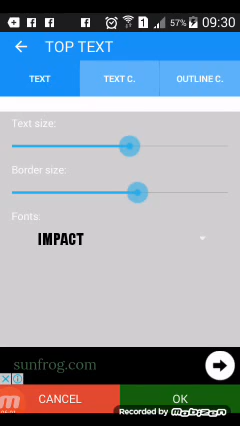 57% 09:30
TOP TEXT
TEXT TEXT C. OUTLINE C.
Text size:
Border size:
Fonts:
IMPACT
sunfrog.com
CANCEL OK
Recorded by MOBIZEN